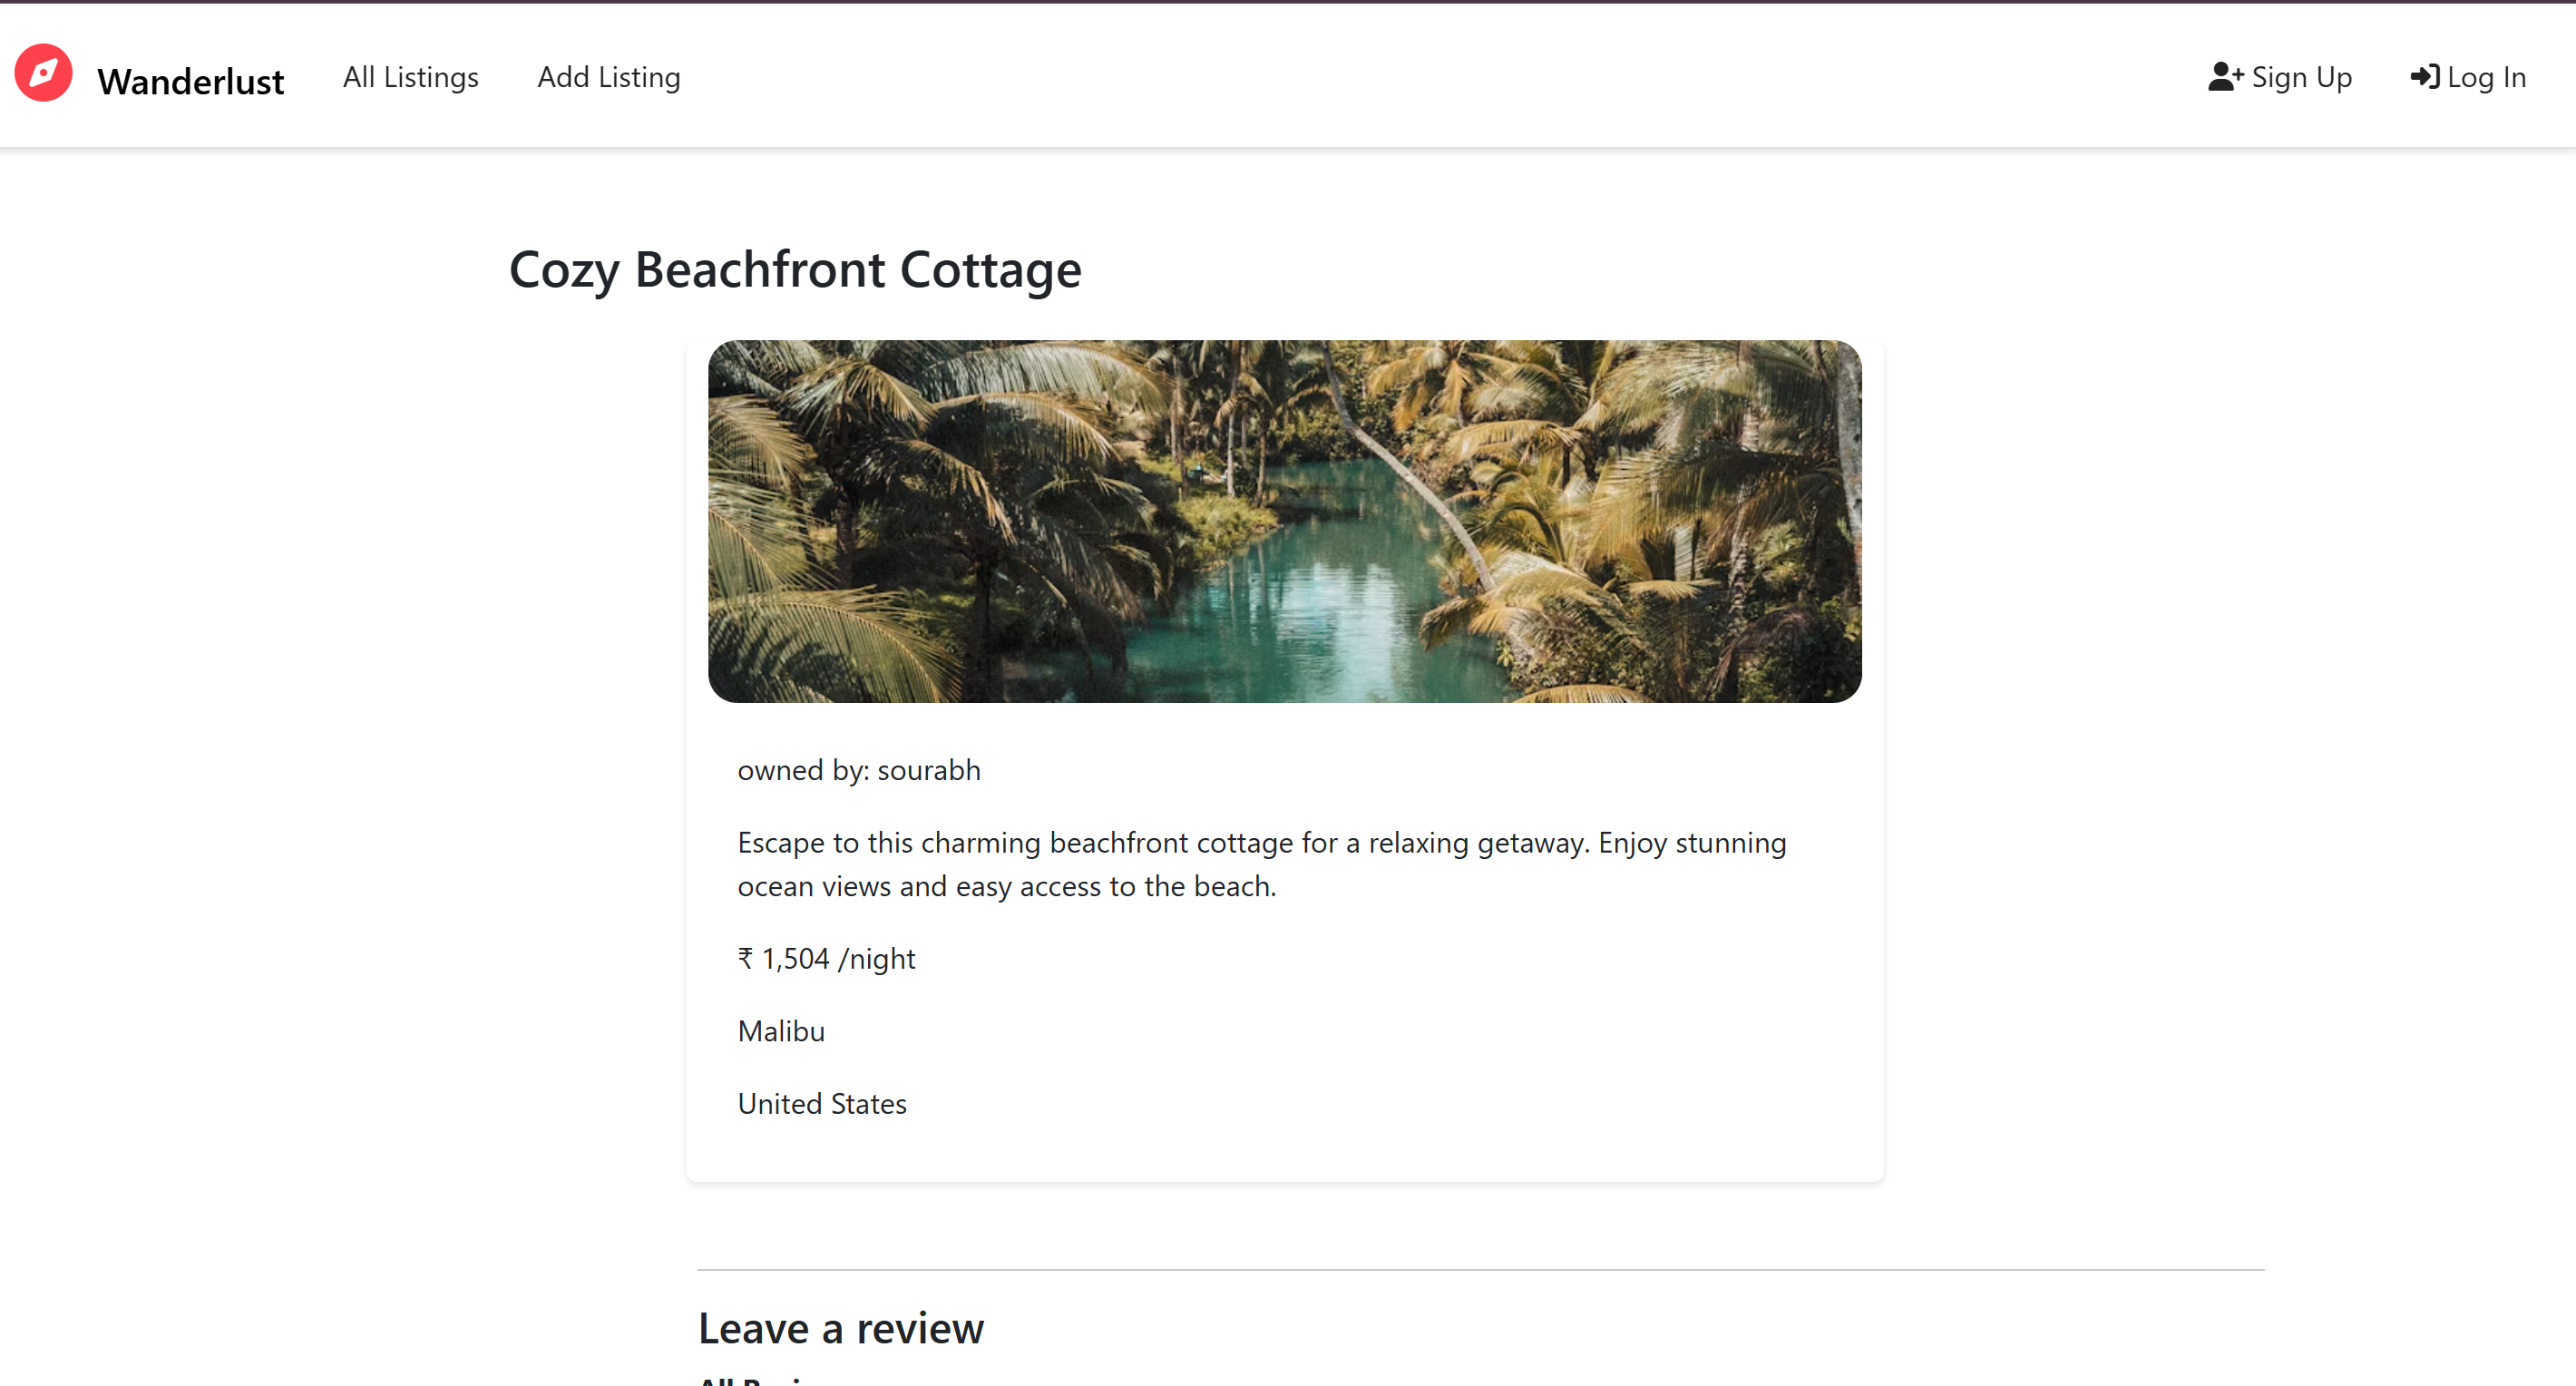 Wanderlust All Listings Add Listing Sign Up Log In
Cozy Beachfront Cottage
owned by: sourabh
Escape to this charming beachfront cottage for a relaxing getaway. Enjoy stunning
ocean views and easy access to the beach.
₹ 1,504 /night
Malibu
United States
Leave a review